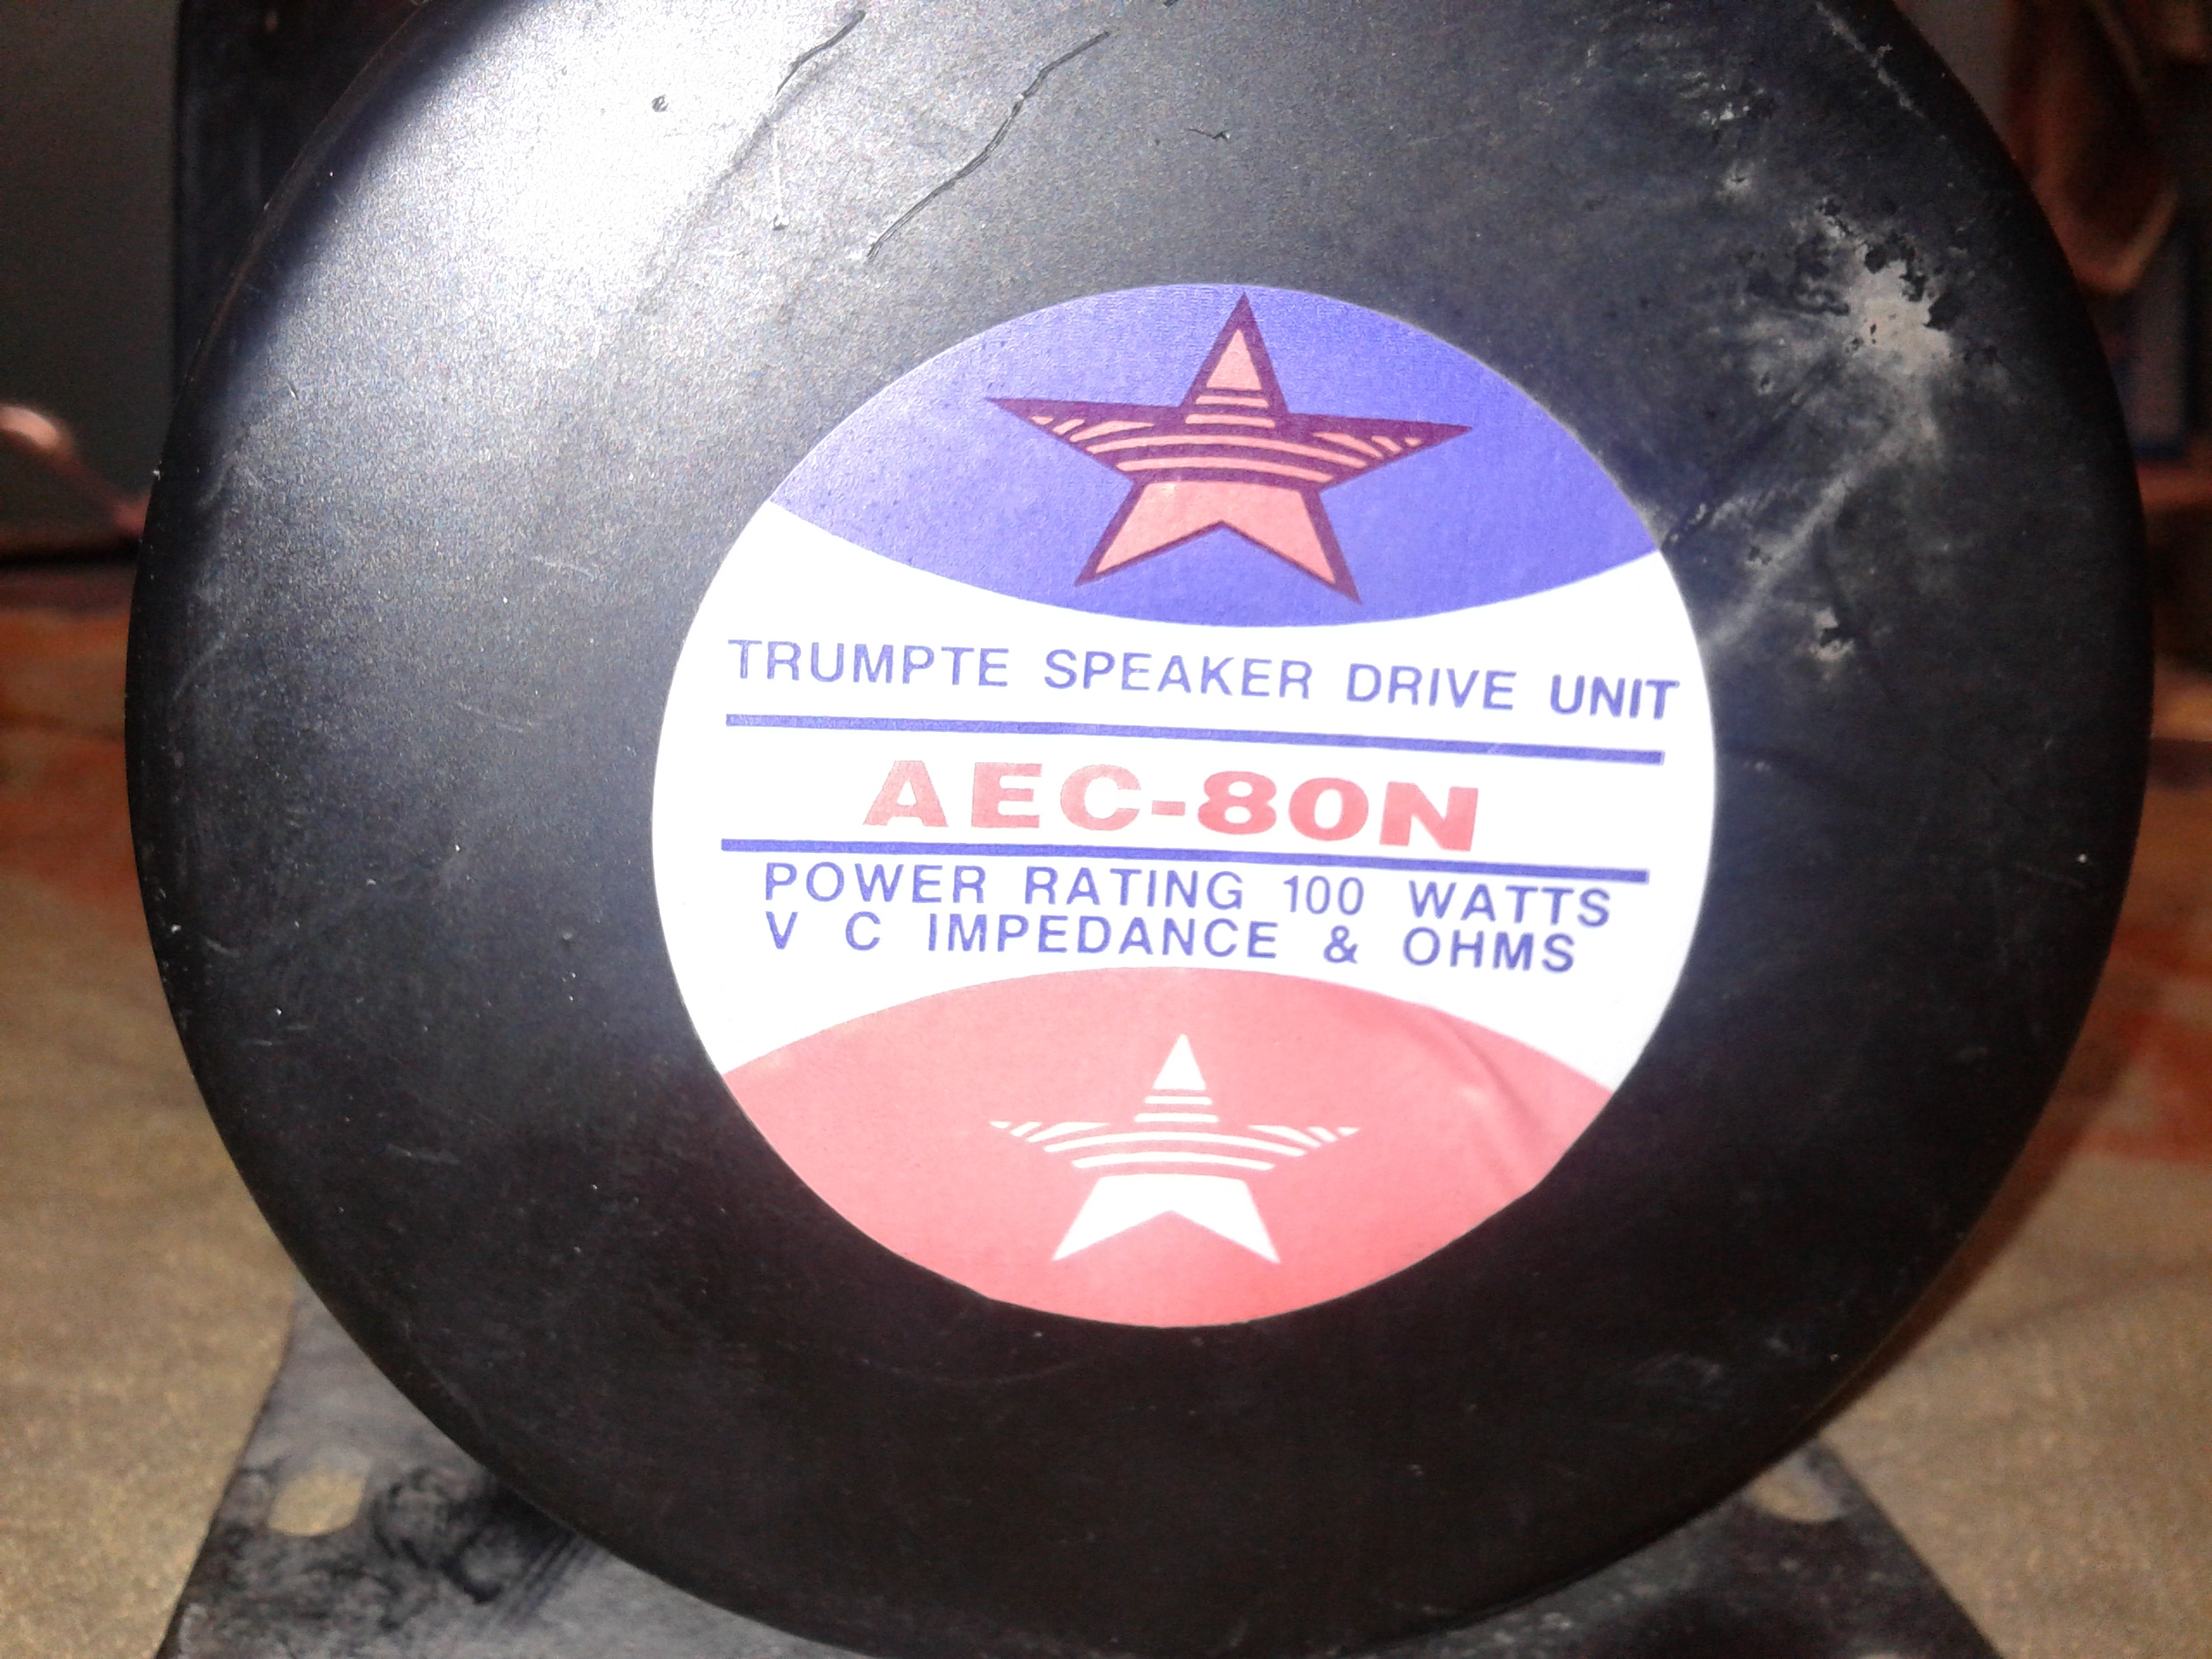 TRUMPTE SPEAKER DRIVE UNIT
AEC-80N
POWER RATING 100 WATTS
V C IMPEDANCE & OHMS